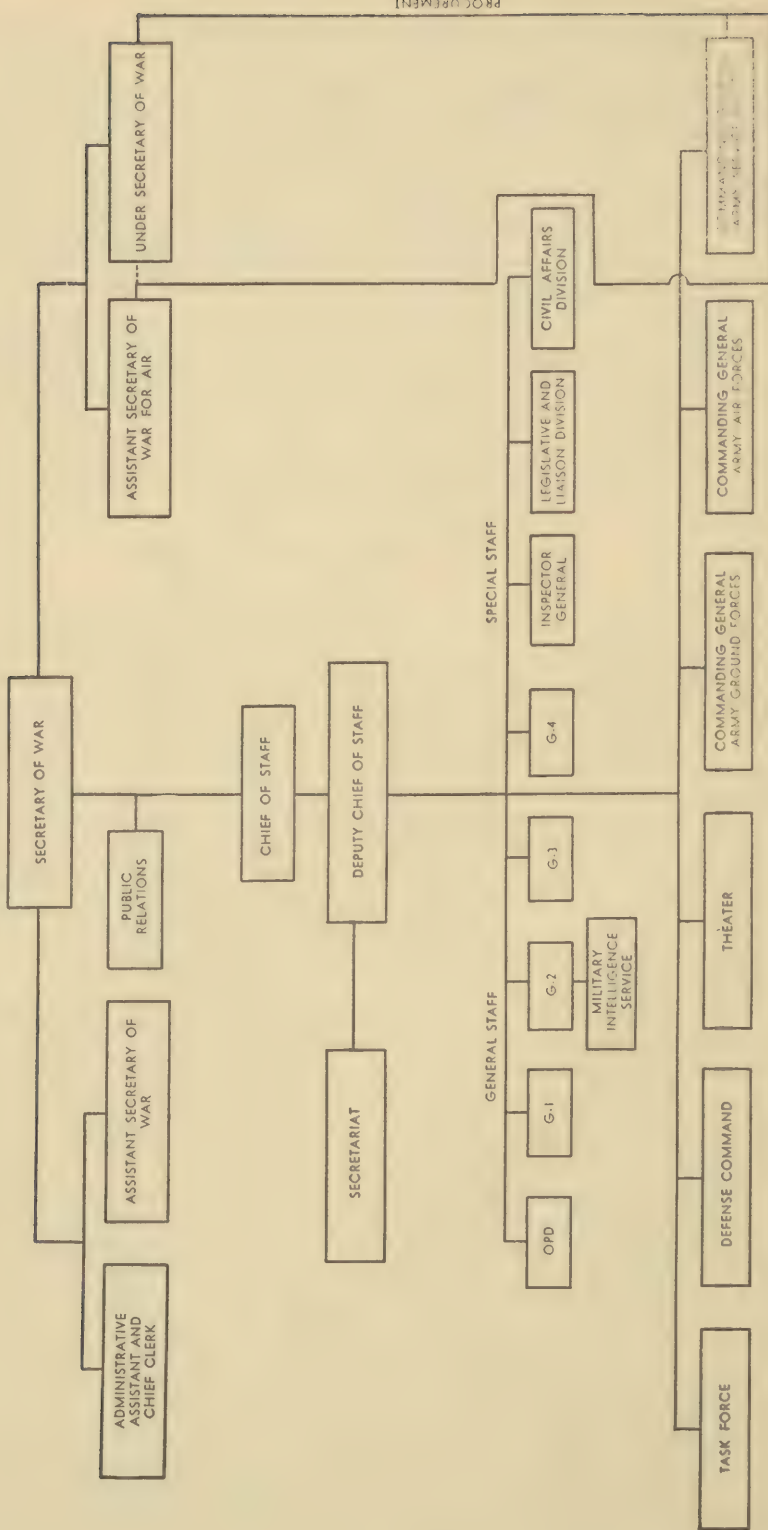 SECRETARY OF WAR
ADMINISTRATIVE
ASSISTANT AND
CHIEF CLERK
ASSISTANT SECRETARY OF
WAR
PUBLIC
RELATIONS
ASSISTANT SECRETARY OF
WAR FOR AIR
UNDER SECRETARY OF WAR
PROCUREMENT
CHIEF OF STAFF
DEPUTY CHIEF OF STAFF
SECRETARIAT
GENERAL STAFF
SPECIAL STAFF
OPD
G-1
G-2
MILITARY
INTELLIGENCE
SERVICE
G-3
G-4
INSPECTOR
GENERAL
LEGISLATIVE AND
LIAISON DIVISION
CIVIL AFFAIRS
DIVISION
TASK FORCE
DEFENSE COMMAND
THEATER
COMMANDING GENERAL
ARMY GROUND FORCES
COMMANDING GENERAL
ARMY AIR FORCES
ARMY